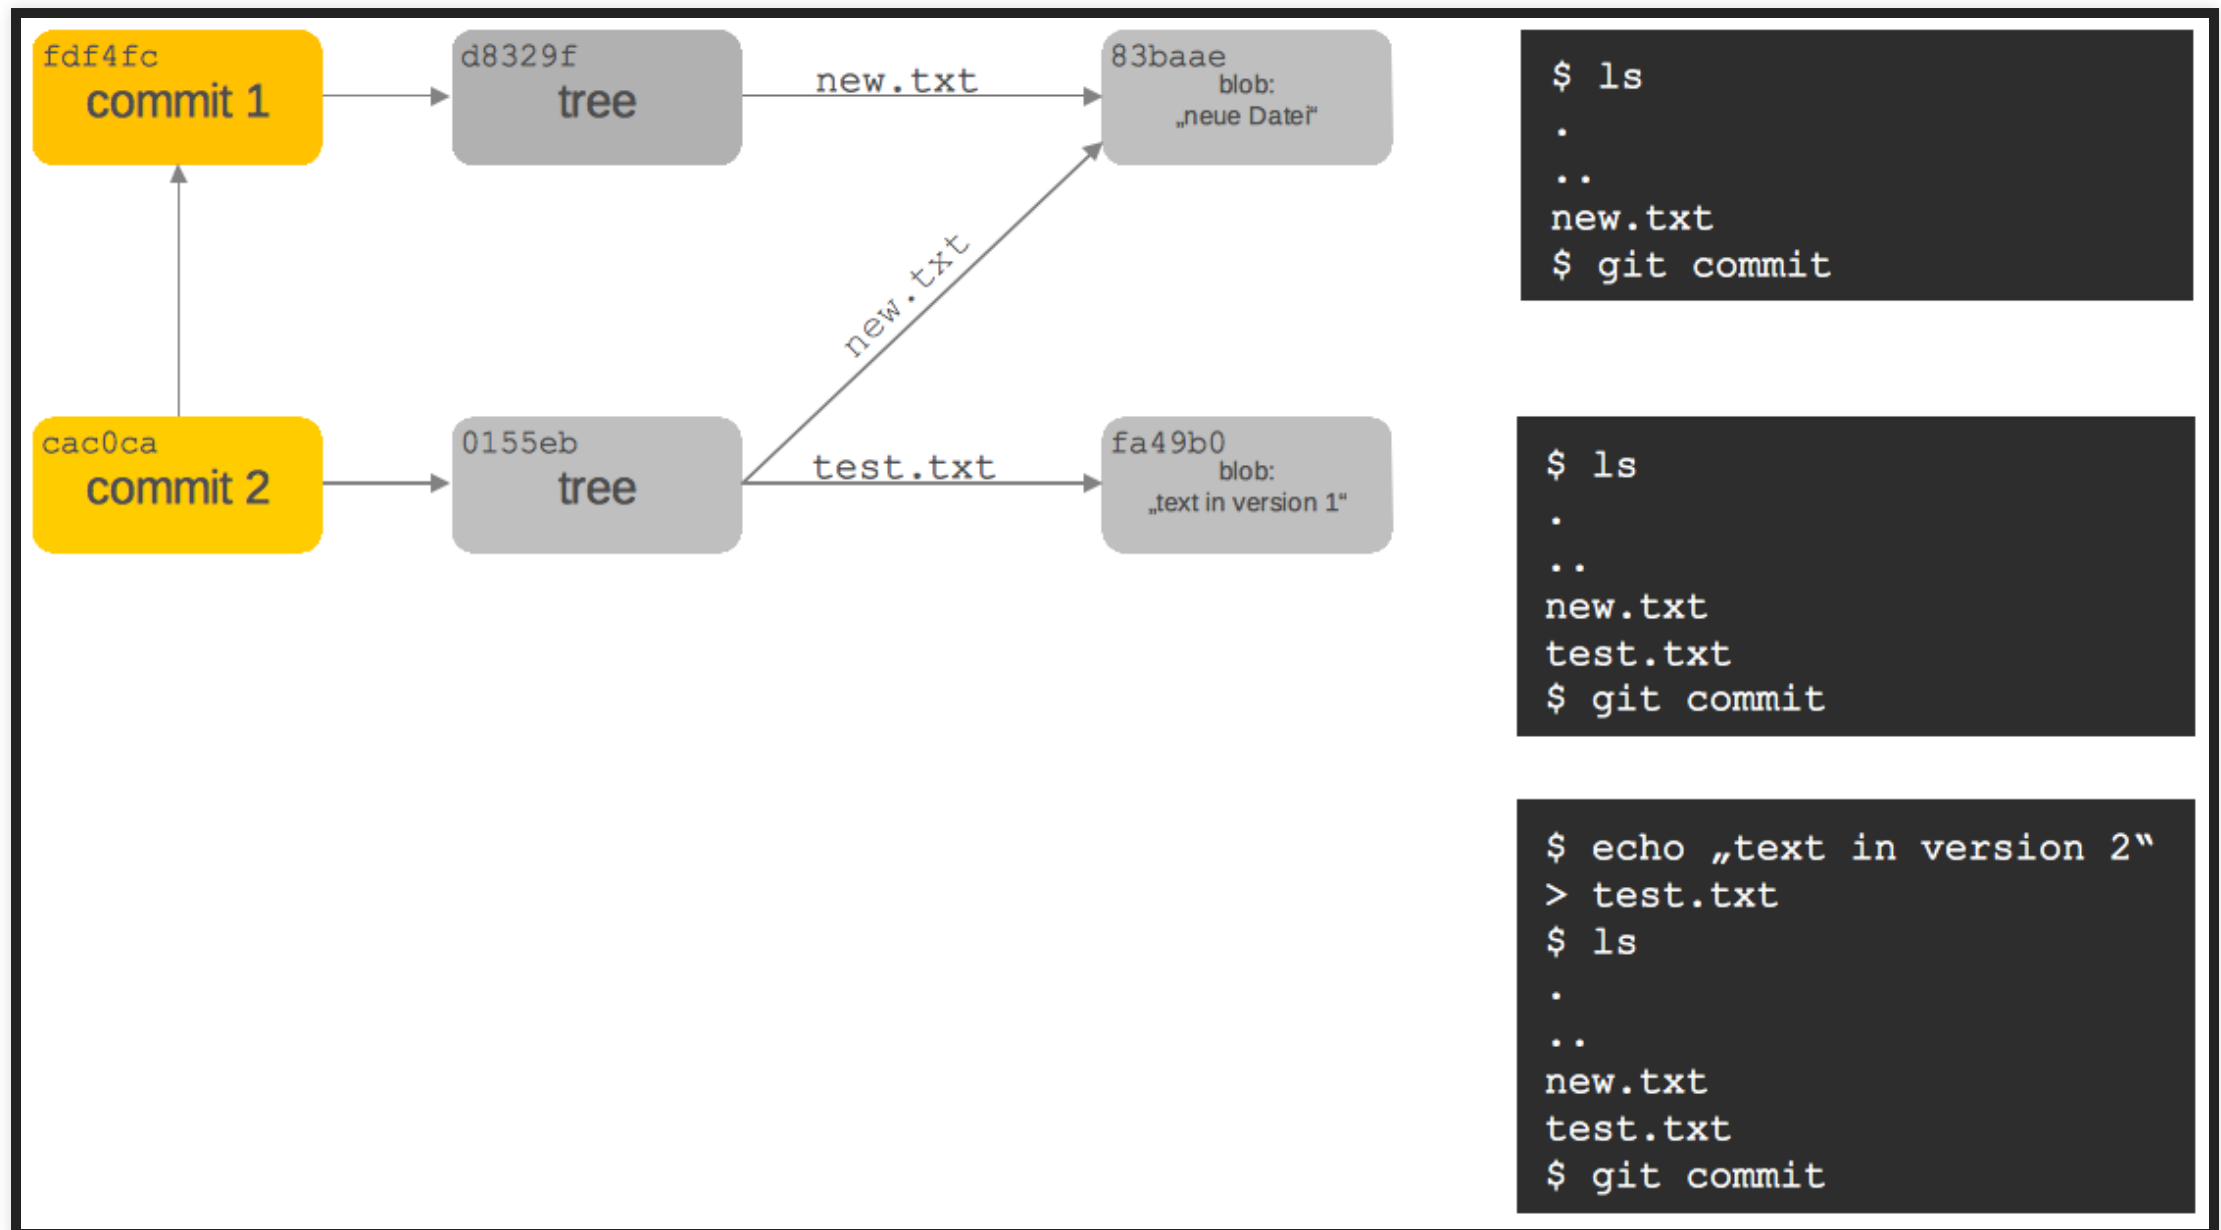 fdf4fc
commit 1
d8329f
tree
new.txt
83baae
blob:
„neue Datei“
$ ls
.
..
new.txt
$ git commit
new.txt
cac0ca
commit 2
0155eb
tree
test.txt
fa49b0
blob:
„text in version 1“
$ ls
.
..
new.txt
test.txt
$ git commit
$ echo „text in version 2“
> test.txt
$ ls
.
..
new.txt
test.txt
$ git commit